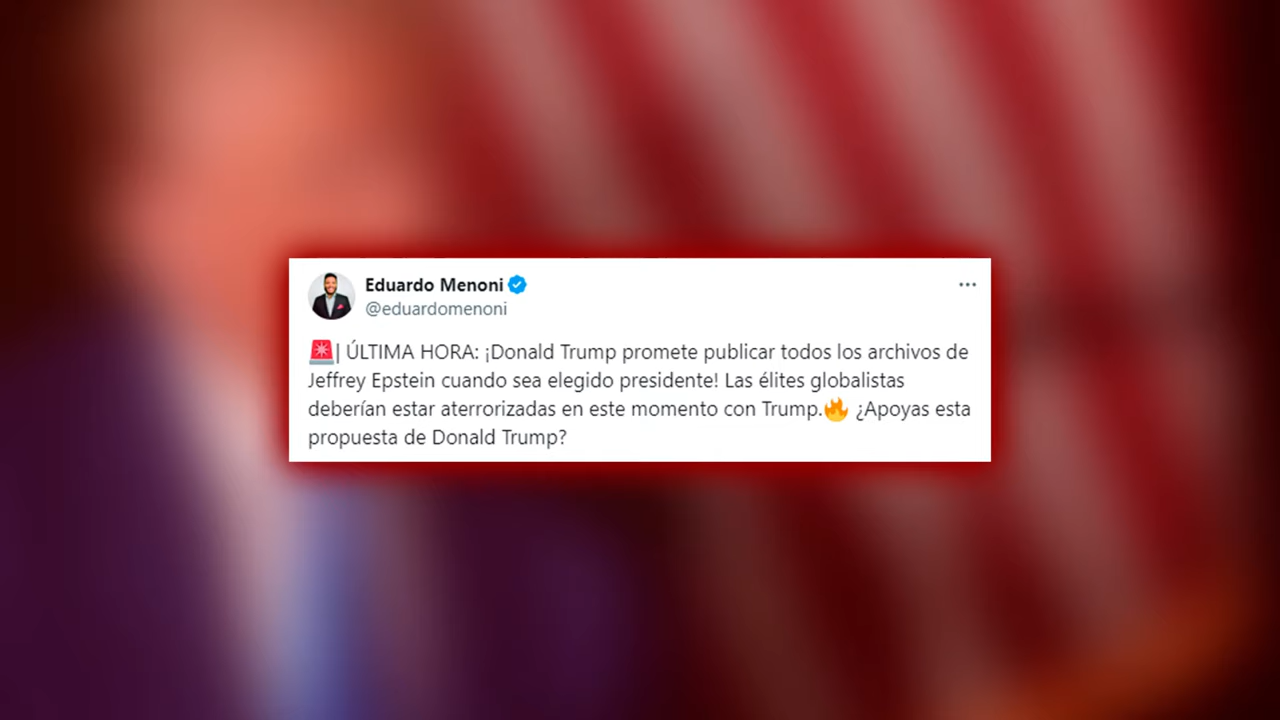 Eduardo Menoni
@eduardomenoni
🚨| ÚLTIMA HORA: ¡Donald Trump promete publicar todos los archivos de
Jeffrey Epstein cuando sea elegido presidente! Las élites globalistas
deberían estar aterrorizadas en este momento con Trump.🔥 ¿Apoyas esta
propuesta de Donald Trump?